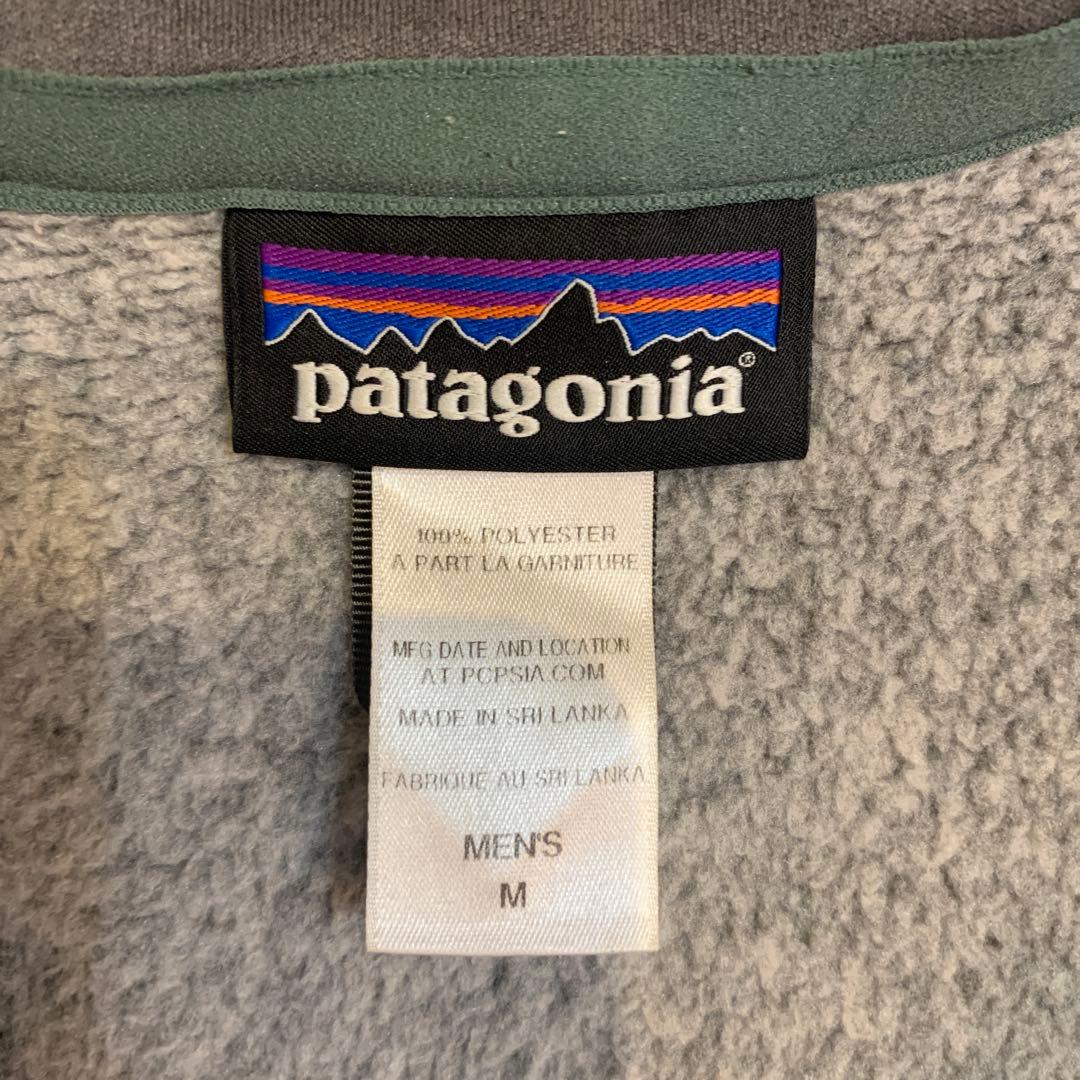 patagonia®
100% POLYESTER
À PART LA GARNITURE
MFG DATE AND LOCATION
AT PCPSIA.COM
MADE IN SRI LANKA
FABRIQUE AU SRI LANKA
MEN'S
M